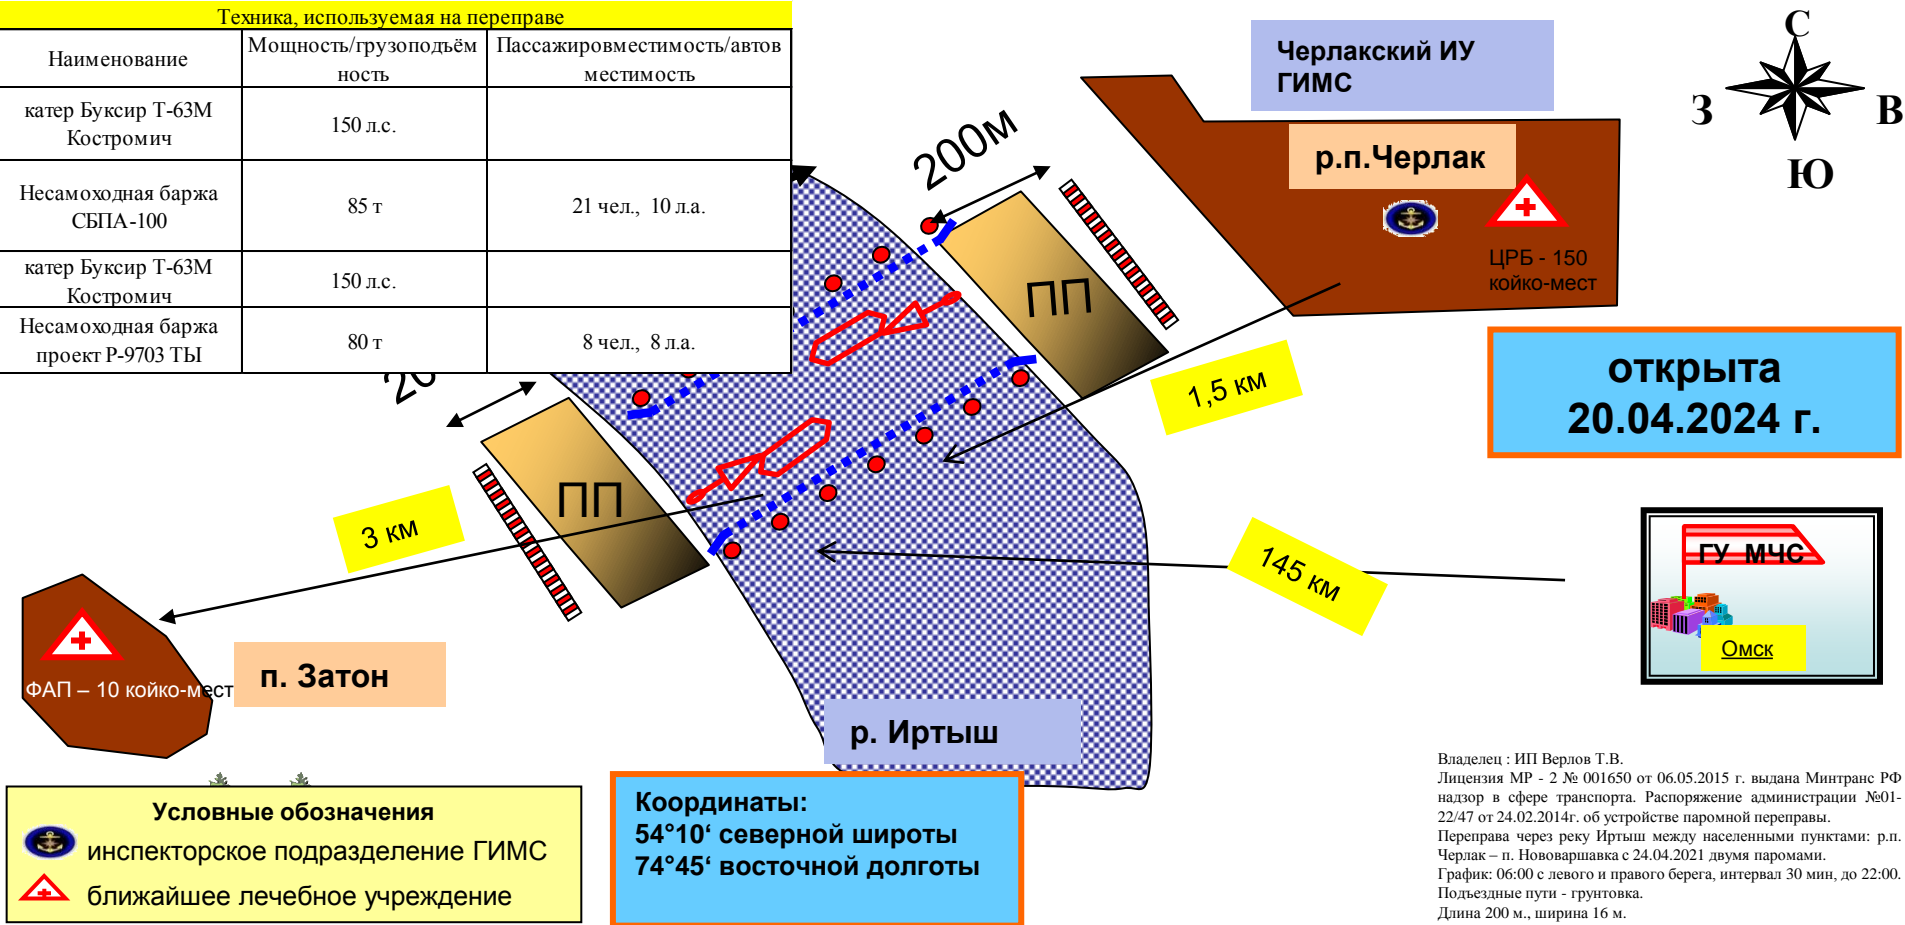 Техника, используемая на переправе
Наименование
Мощность/грузоподъём
ность
Пассажировместимость/автов
местимость
катер Буксир Т-63М
Костромич
150 л.с.
Несамоходная баржа
СБПА-100
85 т
21 чел., 10 л.а.
катер Буксир Т-63М
Костромич
150 л.с.
Несамоходная баржа
проект Р-9703 ТЫ
80 т
8 чел., 8 л.а.
Черлакский ИУ
ГИМС
С
З
В
Ю
200м
р.п.Черлак
ЦРБ - 150
койко-мест
ПП
1,5 км
открыта
20.04.2024 г.
ПП
3 км
145 км
ГУ МЧС
Омск
ФАП – 10 койко-мест
п. Затон
р. Иртыш
Координаты:
54°10‘ северной широты
74°45‘ восточной долготы
Условные обозначения
инспекторское подразделение ГИМС
ближайшее лечебное учреждение
Владелец : ИП Верлов Т.В.
Лицензия МР - 2 № 001650 от 06.05.2015 г. выдана Минтранс РФ
надзор в сфере транспорта. Распоряжение администрации №01-
22/47 от 24.02.2014г. об устройстве паромной переправы.
Переправа через реку Иртыш между населенными пунктами: р.п.
Черлак – п. Нововаршавка с 24.04.2021 двумя паромами.
График: 06:00 с левого и правого берега, интервал 30 мин, до 22:00.
Подъездные пути - грунтовка.
Длина 200 м., ширина 16 м.